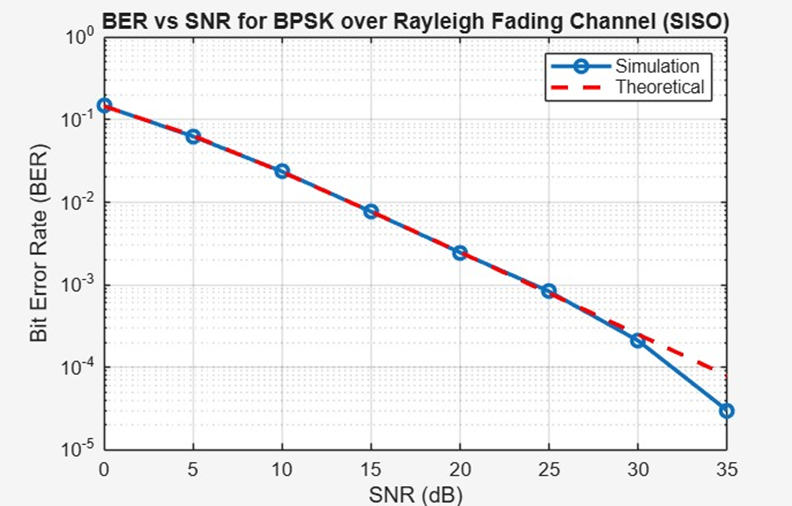 BER vs SNR for BPSK over Rayleigh Fading Channel (SISO)
10^0
10^-1
10^-2
10^-3
10^-4
10^-5
Bit Error Rate (BER)
Simulation
Theoretical
0 5 10 15 20 25 30 35
SNR (dB)